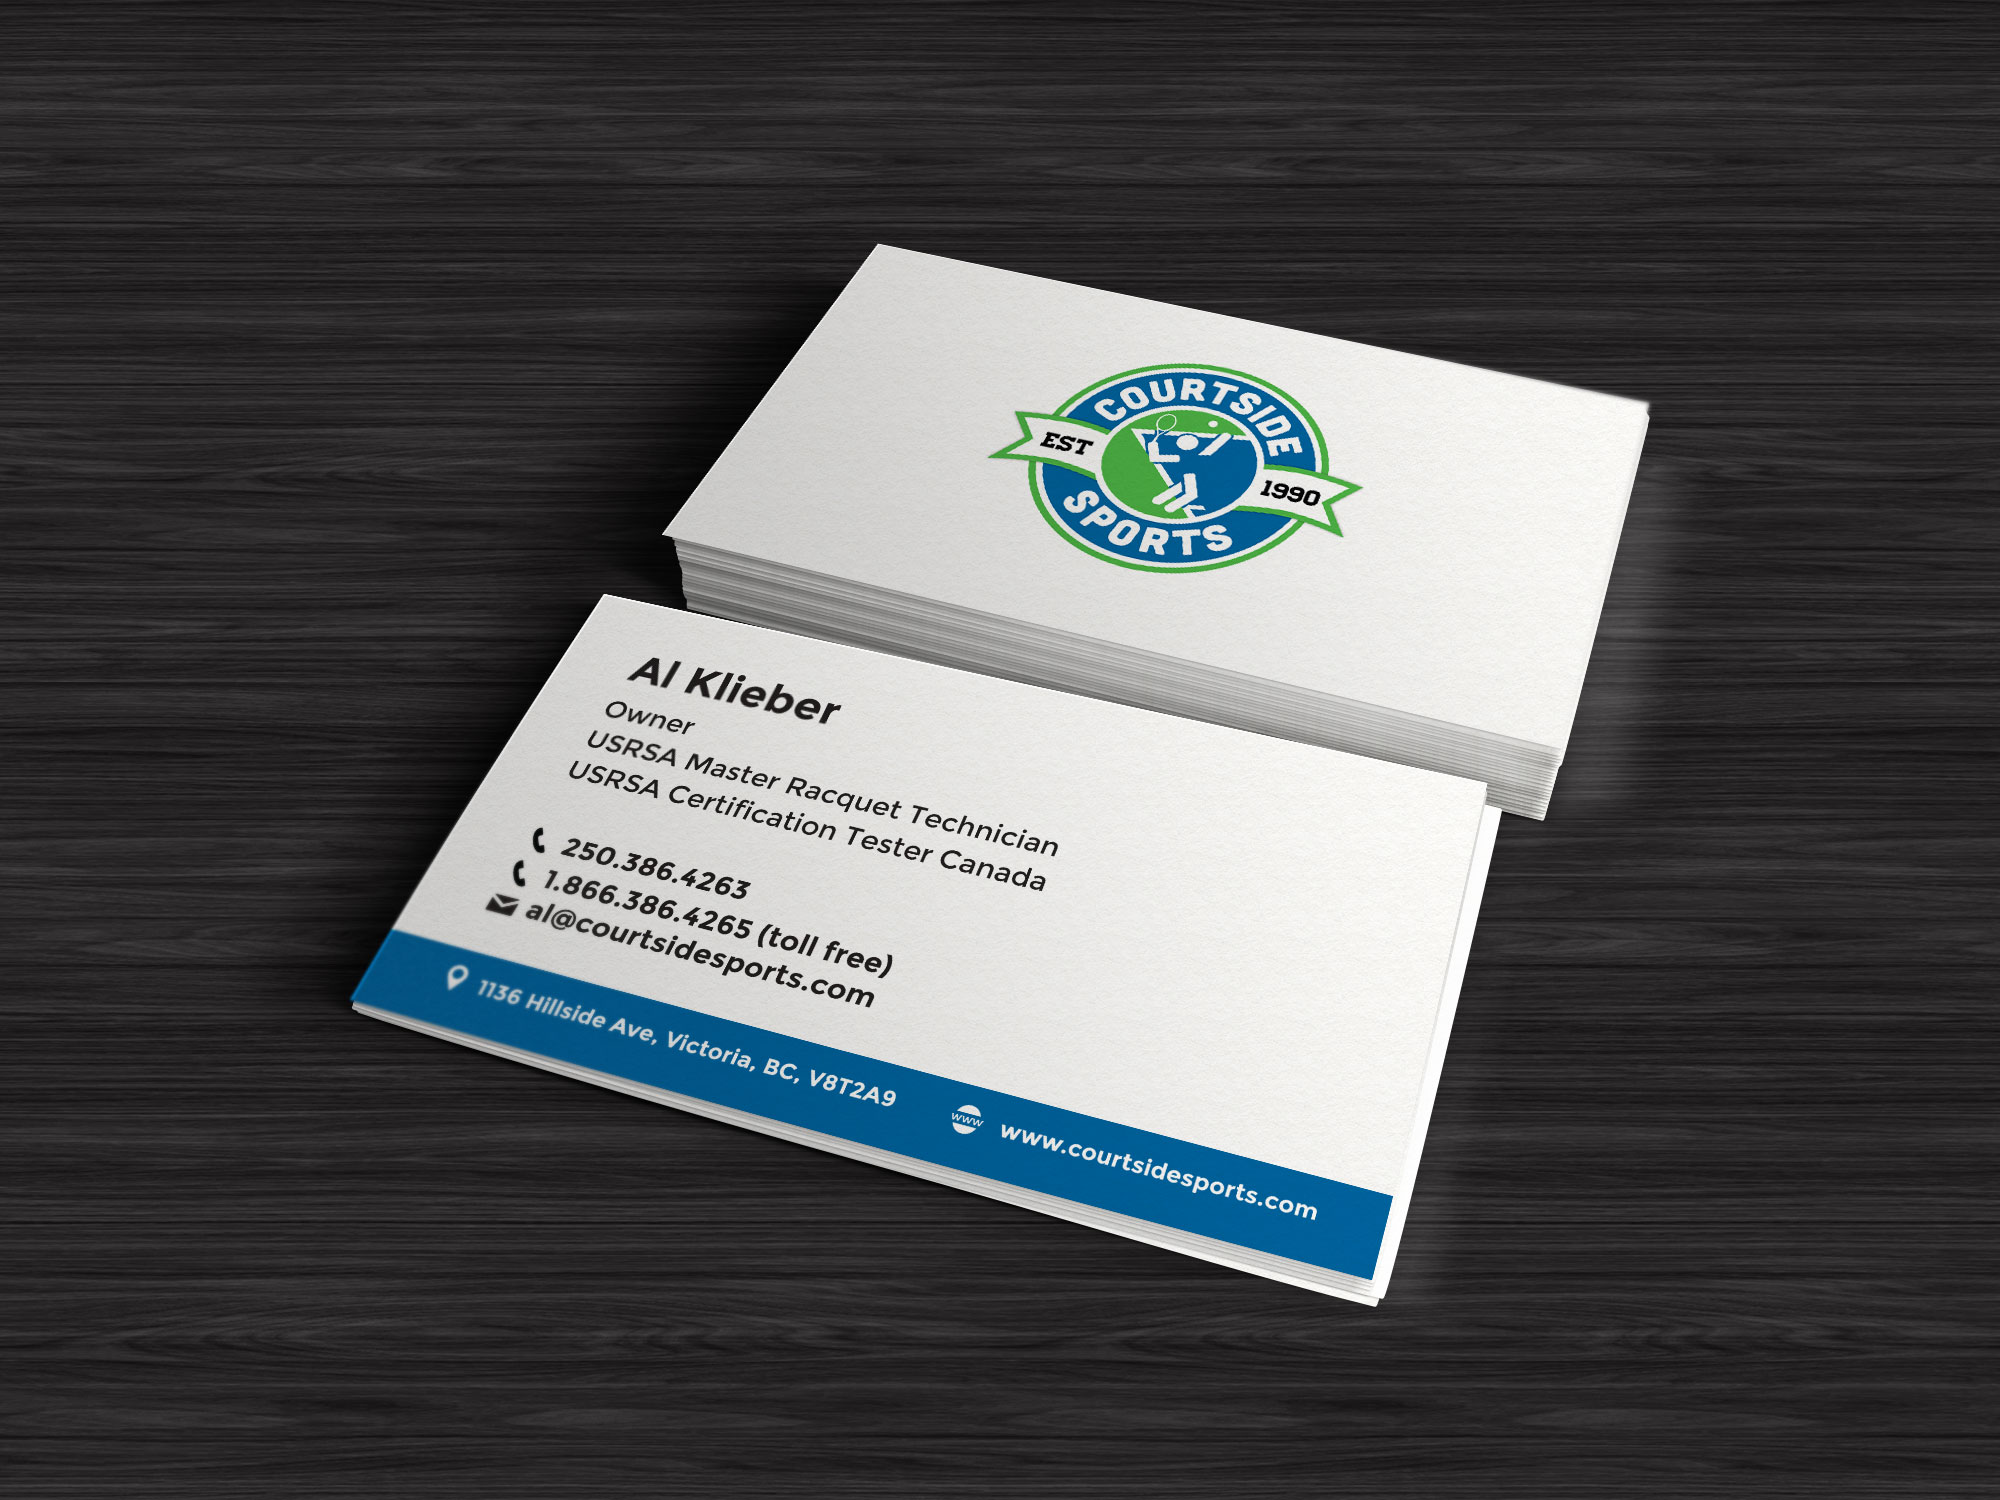 COURTSIDE
EST
1990
SPORTS
Al Klieber
Owner
USRSA Master Racquet Technician
USRSA Certification Tester Canada
250.386.4263
1.866.386.4265 (toll free)
al@courtsidesports.com
1136 Hillside Ave, Victoria, BC, V8T2A9
www
www.courtsidesports.com